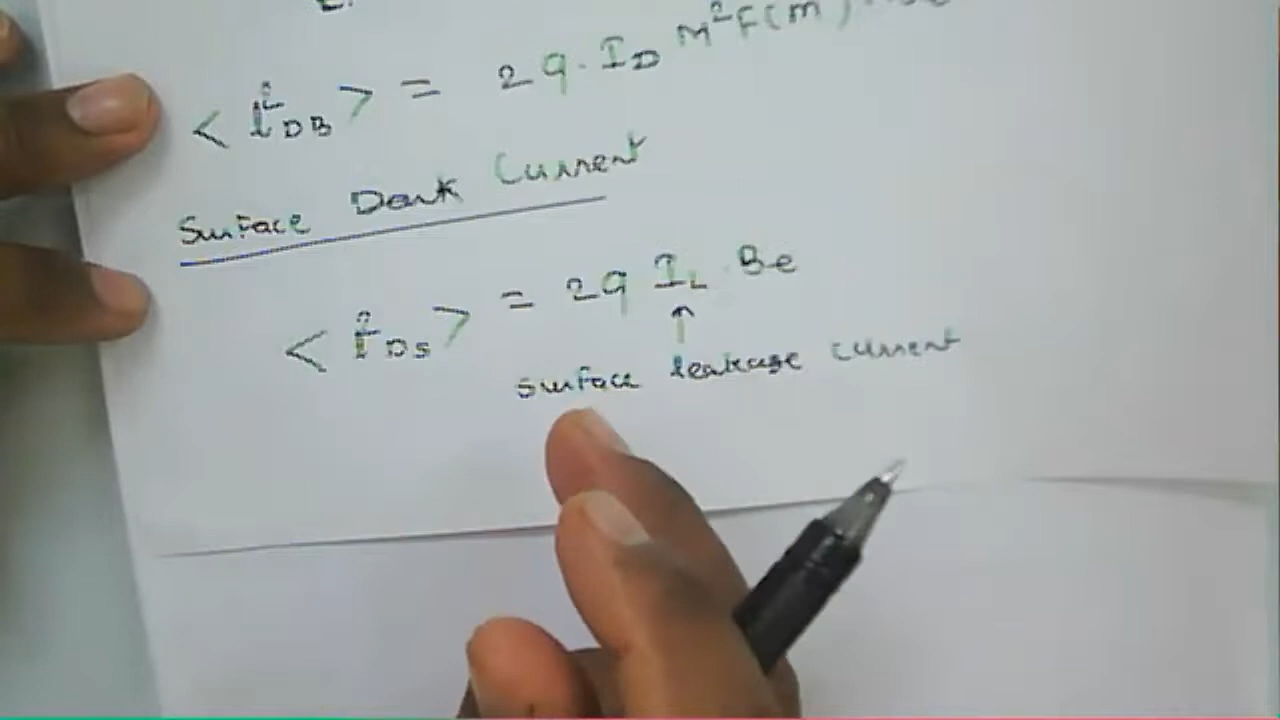 < i²DB > = 2q. ID M²F(M)
Surface Dark Current
< i²DS > = 2q IL . Be
↑
surface leakage current